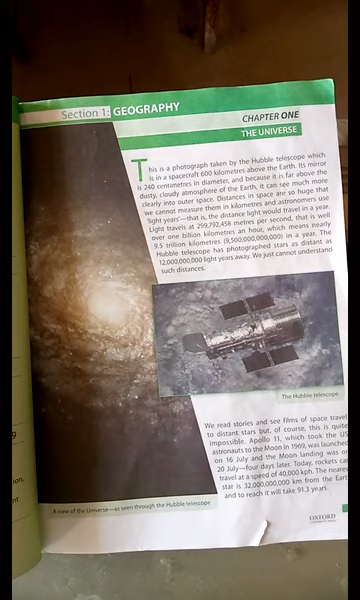 Section 1: GEOGRAPHY
CHAPTER ONE
THE UNIVERSE
This is a photograph taken by the Hubble telescope which
is in a spacecraft 600 kilometres above the Earth. Its mirror
is 240 centimetres in diameter, and because it is far above the
dusty, cloudy atmosphere of the Earth, it can see much more
clearly into outer space. Distances in space are so huge that
we cannot measure them in kilometres and astronomers use
'light years'—that is, the distance light would travel in a year.
Light travels at 299,792,458 metres per second, that is well
over one billion kilometres an hour, which means nearly
9.5 trillion kilometres (9,500,000,000,000) in a year. The
Hubble telescope has photographed stars as distant as
12,000,000,000 light years away. We just cannot understand
such distances.
The Hubble telescope
We read stories and see films of space travel
to distant stars but, of course, this is quite
impossible. Apollo 11, which took the US
astronauts to the Moon in 1969, was launched
on 16 July and the Moon landing was on
20 July—four days later. Today, rockets can
travel at a speed of 40,000 kph. The nearest
star is 32,000,000,000 km from the Earth
and to reach it will take 91.3 years.
A view of the Universe—as seen through the Hubble telescope
OXFORD
UNIVERSITY PRESS
9
ion.
nt